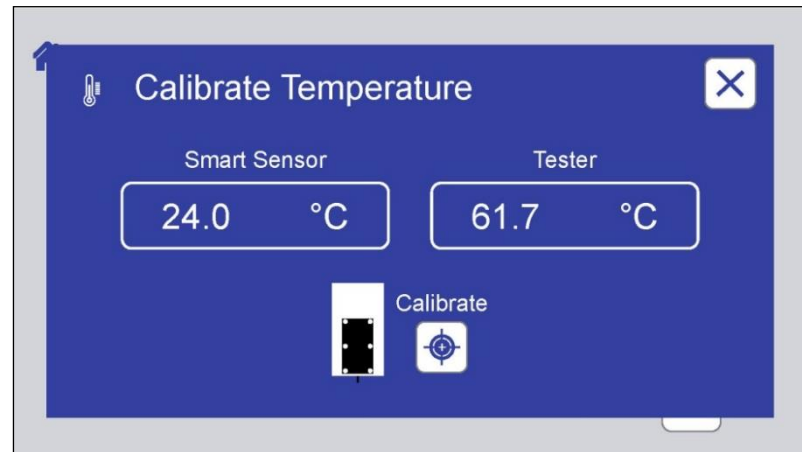 Calibrate Temperature
Smart Sensor Tester
24.0 °C 61.7 °C
Calibrate